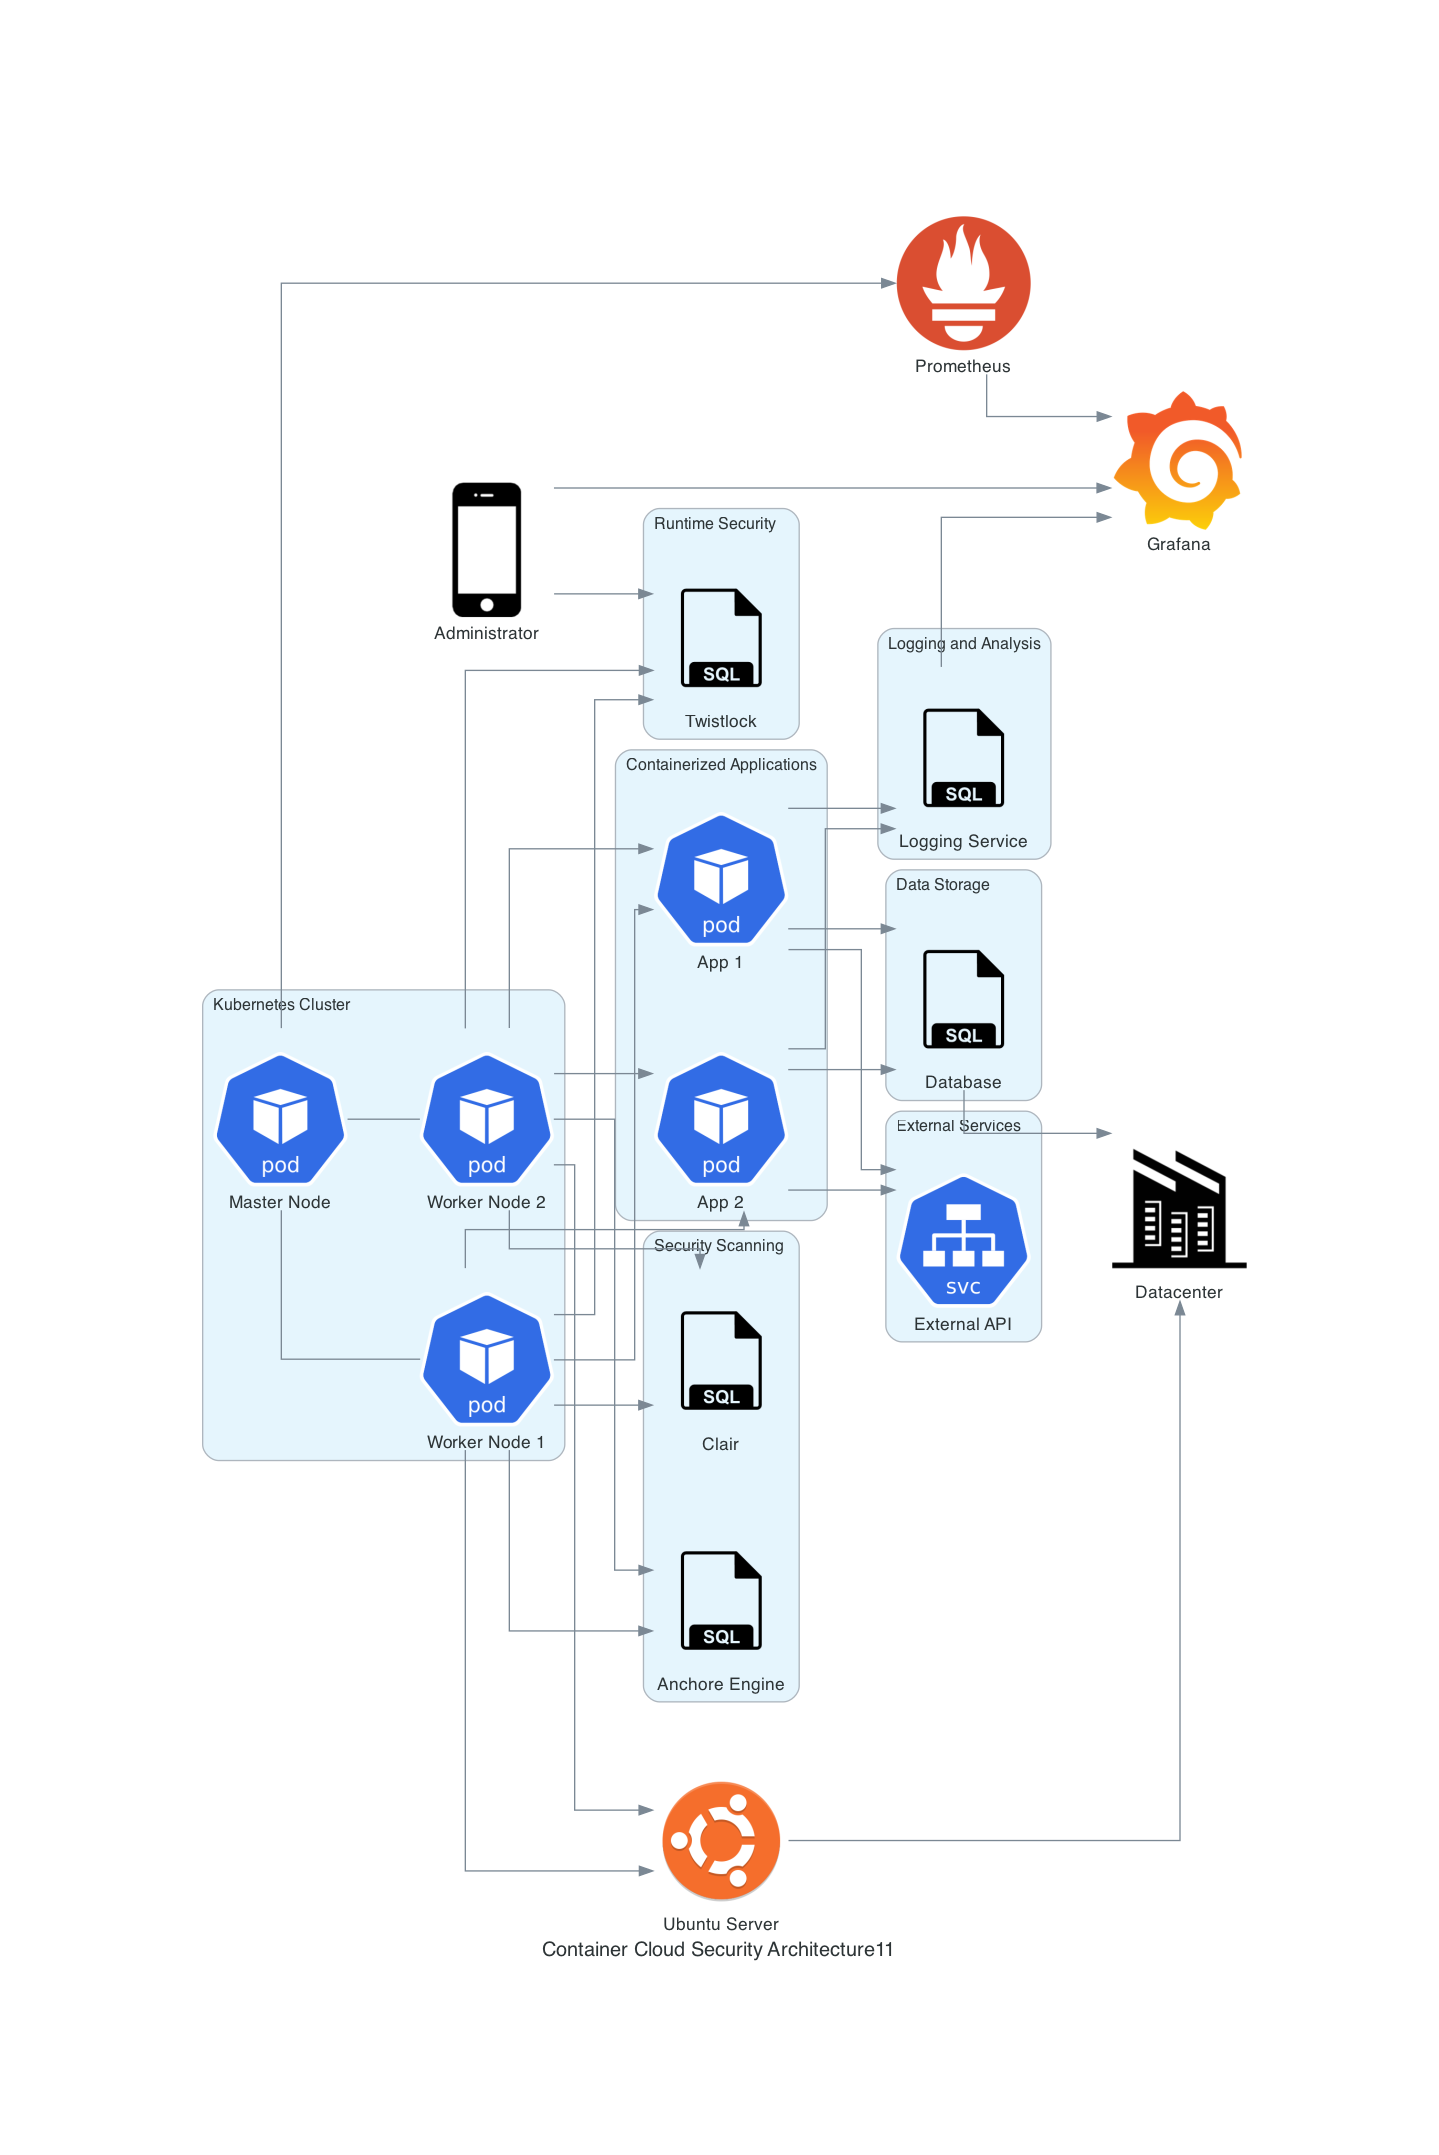 Prometheus
Grafana
Administrator
Runtime Security
SQL
Twistlock
Logging and Analysis
SQL
Logging Service
Containerized Applications
pod
App 1
Data Storage
SQL
Database
Kubernetes Cluster
pod
Master Node
pod
Worker Node 2
pod
App 2
External Services
svc
External API
Datacenter
pod
Worker Node 1
Security Scanning
SQL
Clair
SQL
Anchore Engine
Ubuntu Server
Container Cloud Security Architecture11